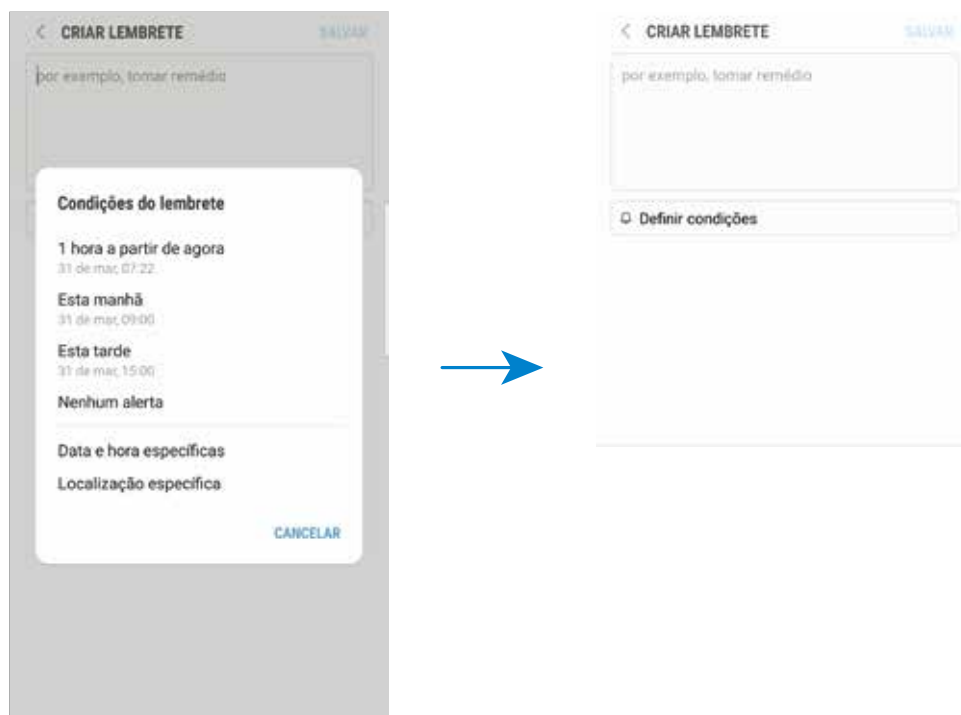 CRIAR LEMBRETE SALVAR
por exemplo, tomar remédio
Condições do lembrete
1 hora a partir de agora
31 de mar, 07:22
Esta manhã
31 de mar, 09:00
Esta tarde
31 de mar, 15:00
Nenhum alerta
Data e hora específicas
Localização específica
CANCELAR
CRIAR LEMBRETE SALVAR
por exemplo, tomar remédio
Definir condições